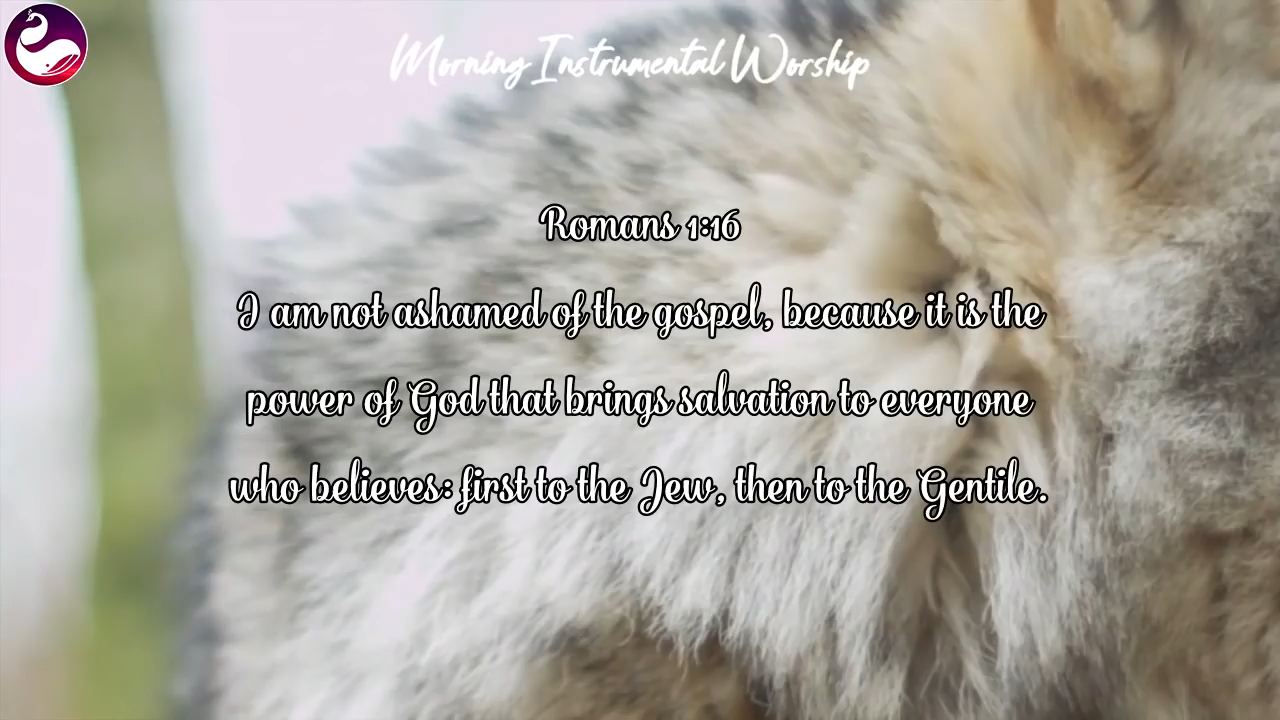 Morning Instrumental Worship
Romans 1:16
I am not ashamed of the gospel, because it is the
power of God that brings salvation to everyone
who believes: first to the Jew, then to the Gentile.